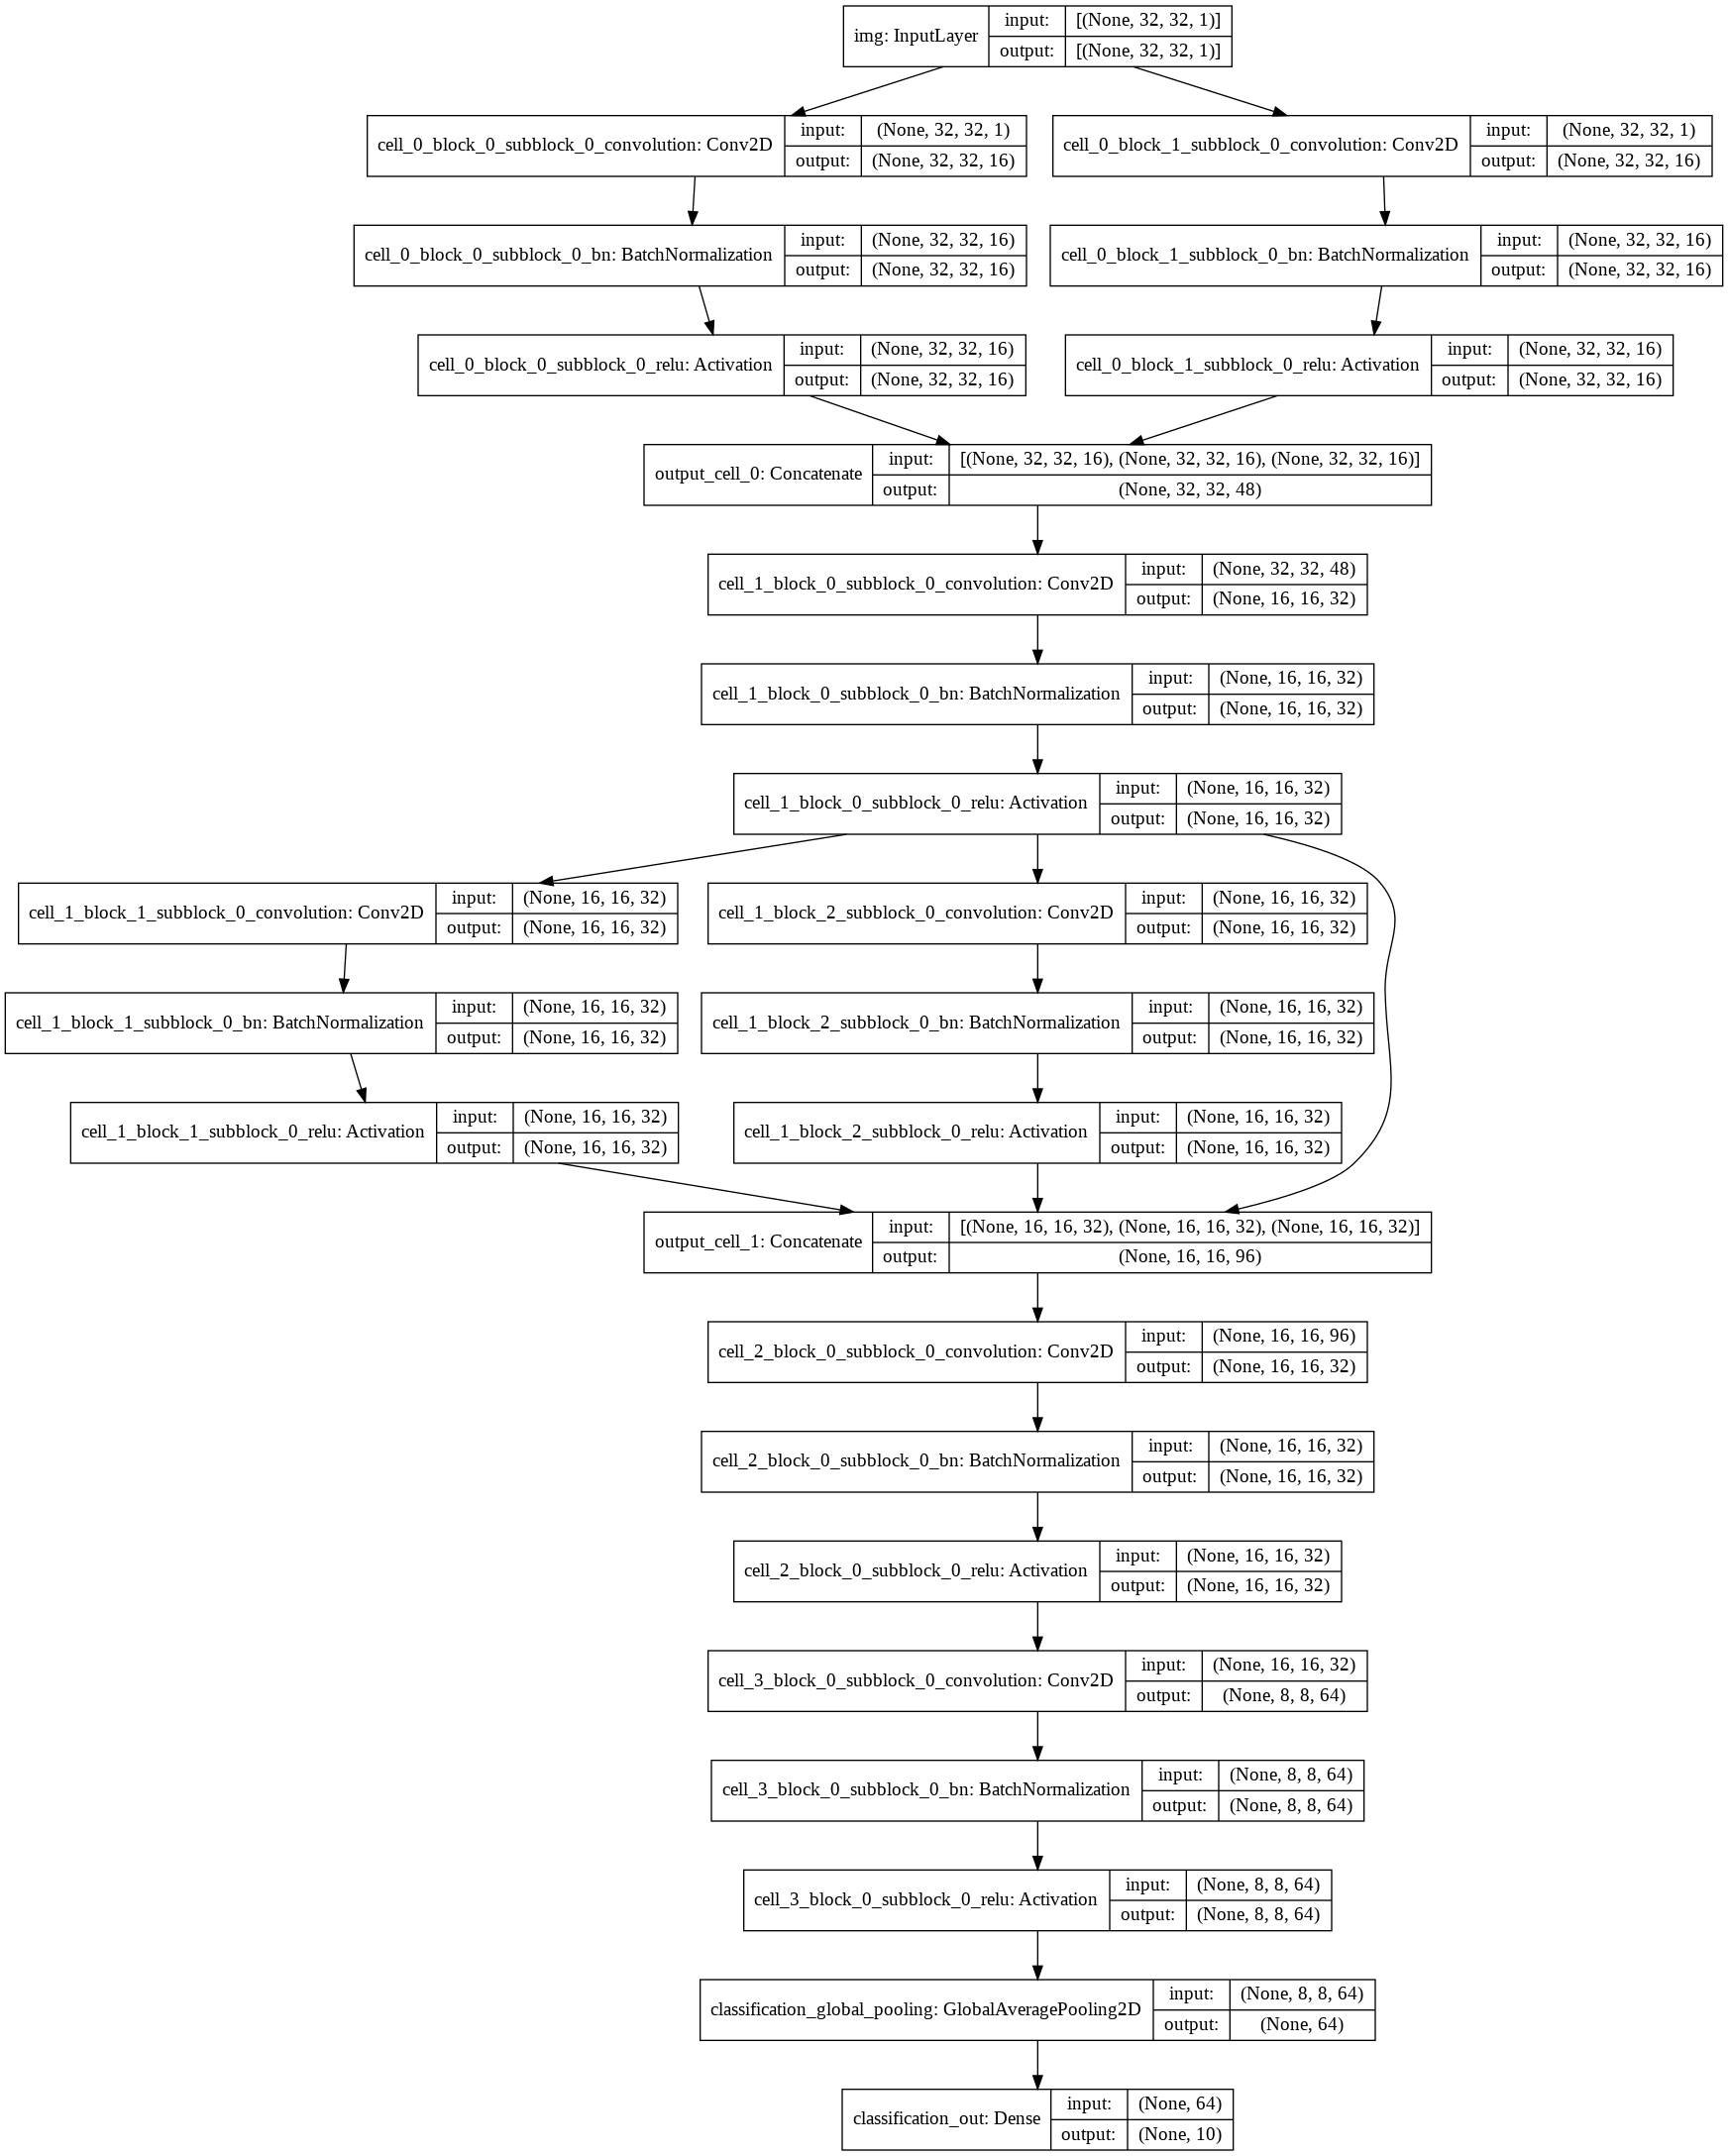 img: InputLayer
input: [(None, 32, 32, 1)]
output: [(None, 32, 32, 1)]
cell_0_block_0_subblock_0_convolution: Conv2D
input: (None, 32, 32, 1)
output: (None, 32, 32, 16)
cell_0_block_1_subblock_0_convolution: Conv2D
input: (None, 32, 32, 1)
output: (None, 32, 32, 16)
cell_0_block_0_subblock_0_bn: BatchNormalization
input: (None, 32, 32, 16)
output: (None, 32, 32, 16)
cell_0_block_1_subblock_0_bn: BatchNormalization
input: (None, 32, 32, 16)
output: (None, 32, 32, 16)
cell_0_block_0_subblock_0_relu: Activation
input: (None, 32, 32, 16)
output: (None, 32, 32, 16)
cell_0_block_1_subblock_0_relu: Activation
input: (None, 32, 32, 16)
output: (None, 32, 32, 16)
output_cell_0: Concatenate
input: [(None, 32, 32, 16), (None, 32, 32, 16), (None, 32, 32, 16)]
output: (None, 32, 32, 48)
cell_1_block_0_subblock_0_convolution: Conv2D
input: (None, 32, 32, 48)
output: (None, 16, 16, 32)
cell_1_block_0_subblock_0_bn: BatchNormalization
input: (None, 16, 16, 32)
output: (None, 16, 16, 32)
cell_1_block_0_subblock_0_relu: Activation
input: (None, 16, 16, 32)
output: (None, 16, 16, 32)
cell_1_block_1_subblock_0_convolution: Conv2D
input: (None, 16, 16, 32)
output: (None, 16, 16, 32)
cell_1_block_2_subblock_0_convolution: Conv2D
input: (None, 16, 16, 32)
output: (None, 16, 16, 32)
cell_1_block_1_subblock_0_bn: BatchNormalization
input: (None, 16, 16, 32)
output: (None, 16, 16, 32)
cell_1_block_2_subblock_0_bn: BatchNormalization
input: (None, 16, 16, 32)
output: (None, 16, 16, 32)
cell_1_block_1_subblock_0_relu: Activation
input: (None, 16, 16, 32)
output: (None, 16, 16, 32)
cell_1_block_2_subblock_0_relu: Activation
input: (None, 16, 16, 32)
output: (None, 16, 16, 32)
output_cell_1: Concatenate
input: [(None, 16, 16, 32), (None, 16, 16, 32), (None, 16, 16, 32)]
output: (None, 16, 16, 96)
cell_2_block_0_subblock_0_convolution: Conv2D
input: (None, 16, 16, 96)
output: (None, 16, 16, 32)
cell_2_block_0_subblock_0_bn: BatchNormalization
input: (None, 16, 16, 32)
output: (None, 16, 16, 32)
cell_2_block_0_subblock_0_relu: Activation
input: (None, 16, 16, 32)
output: (None, 16, 16, 32)
cell_3_block_0_subblock_0_convolution: Conv2D
input: (None, 16, 16, 32)
output: (None, 8, 8, 64)
cell_3_block_0_subblock_0_bn: BatchNormalization
input: (None, 8, 8, 64)
output: (None, 8, 8, 64)
cell_3_block_0_subblock_0_relu: Activation
input: (None, 8, 8, 64)
output: (None, 8, 8, 64)
classification_global_pooling: GlobalAveragePooling2D
input: (None, 8, 8, 64)
output: (None, 64)
classification_out: Dense
input: (None, 64)
output: (None, 10)